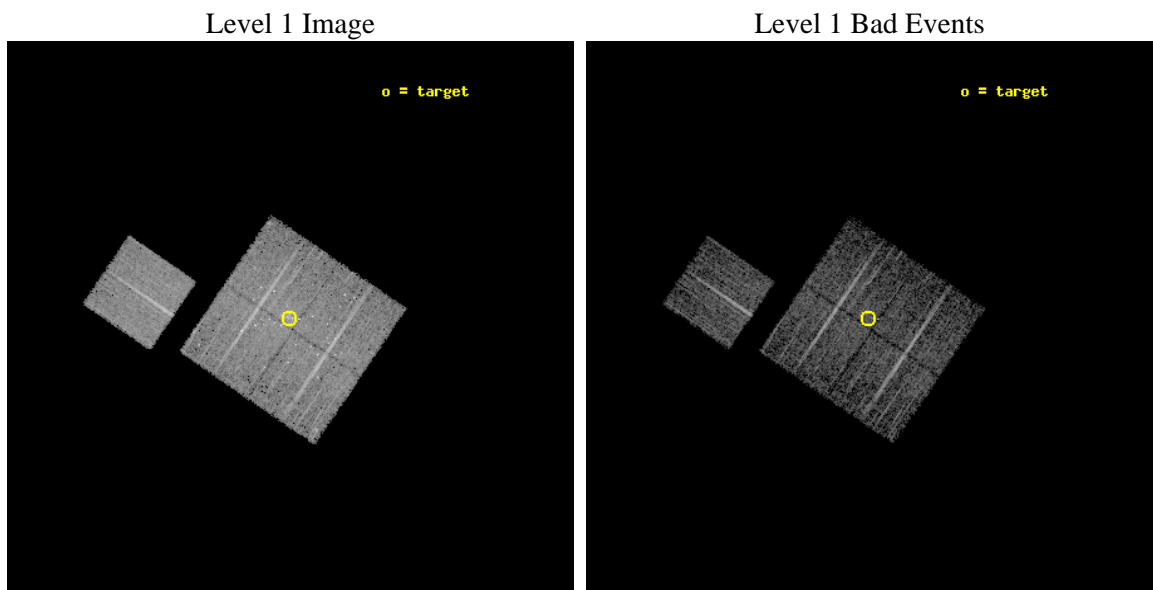 Level 1 Image
Level 1 Bad Events
o = target
o = target